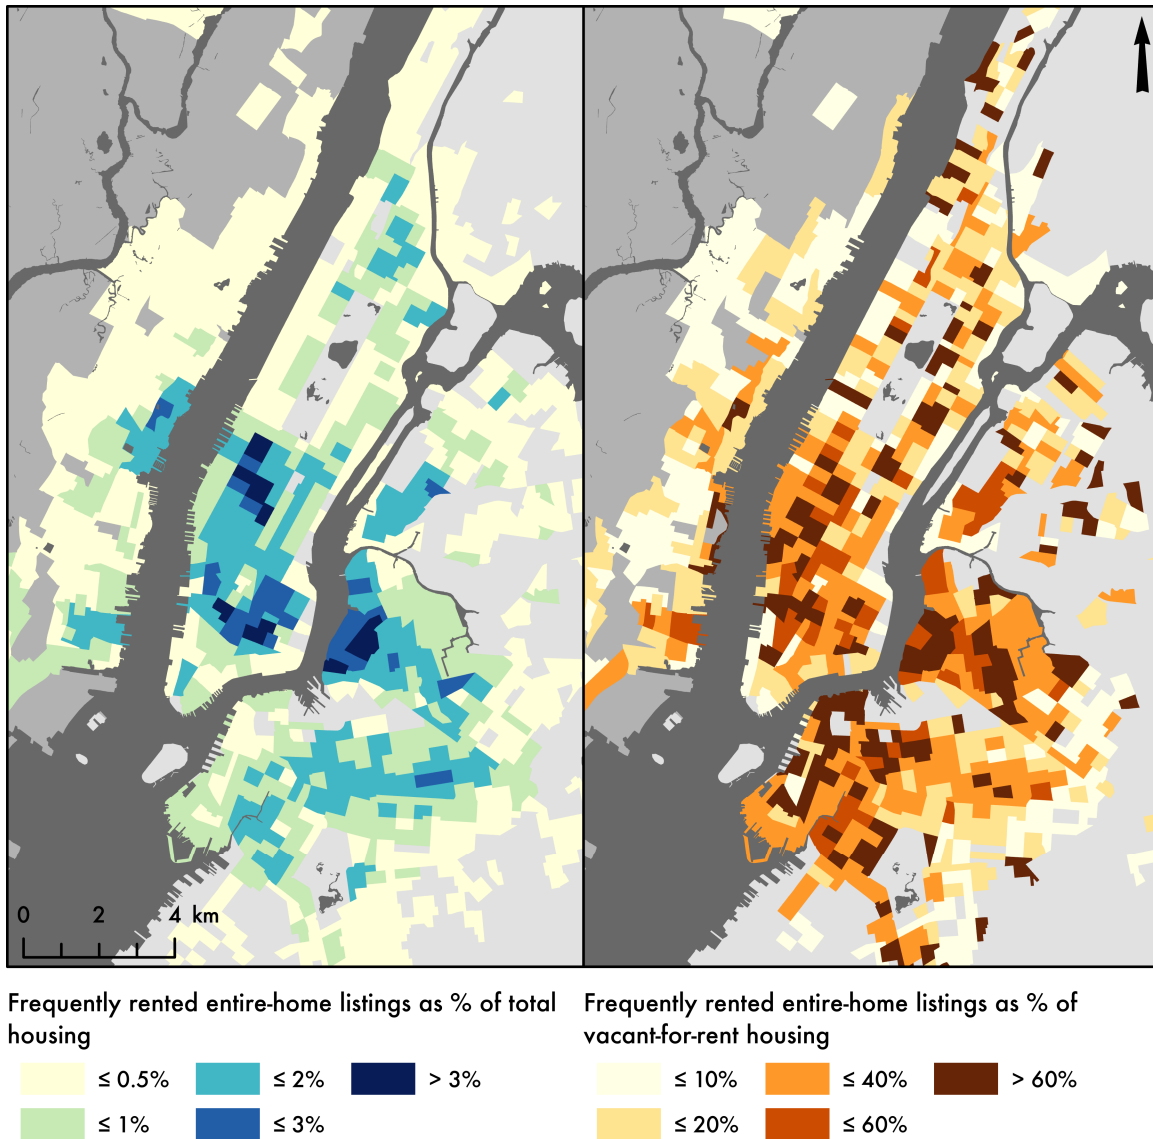 0 2 4 km
Frequently rented entire-home listings as % of total
housing
≤ 0.5% ≤ 2% > 3%
≤ 1% ≤ 3%
Frequently rented entire-home listings as % of
vacant-for-rent housing
≤ 10% ≤ 40% > 60%
≤ 20% ≤ 60%